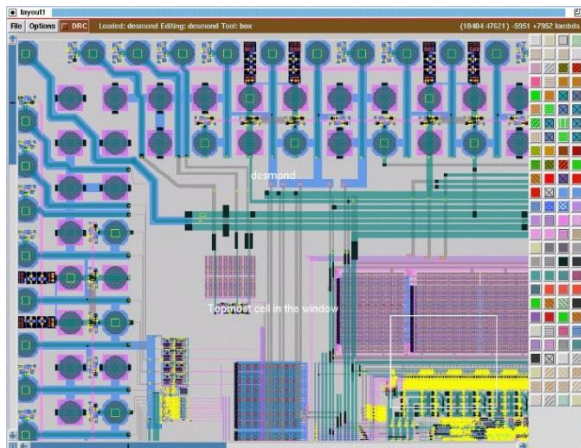 layout1
File Options DRC Loaded: desmond Editing: desmond Tool: box (10404 47621) -5951 +7952 lambda
desmond
Topmost cell in the window